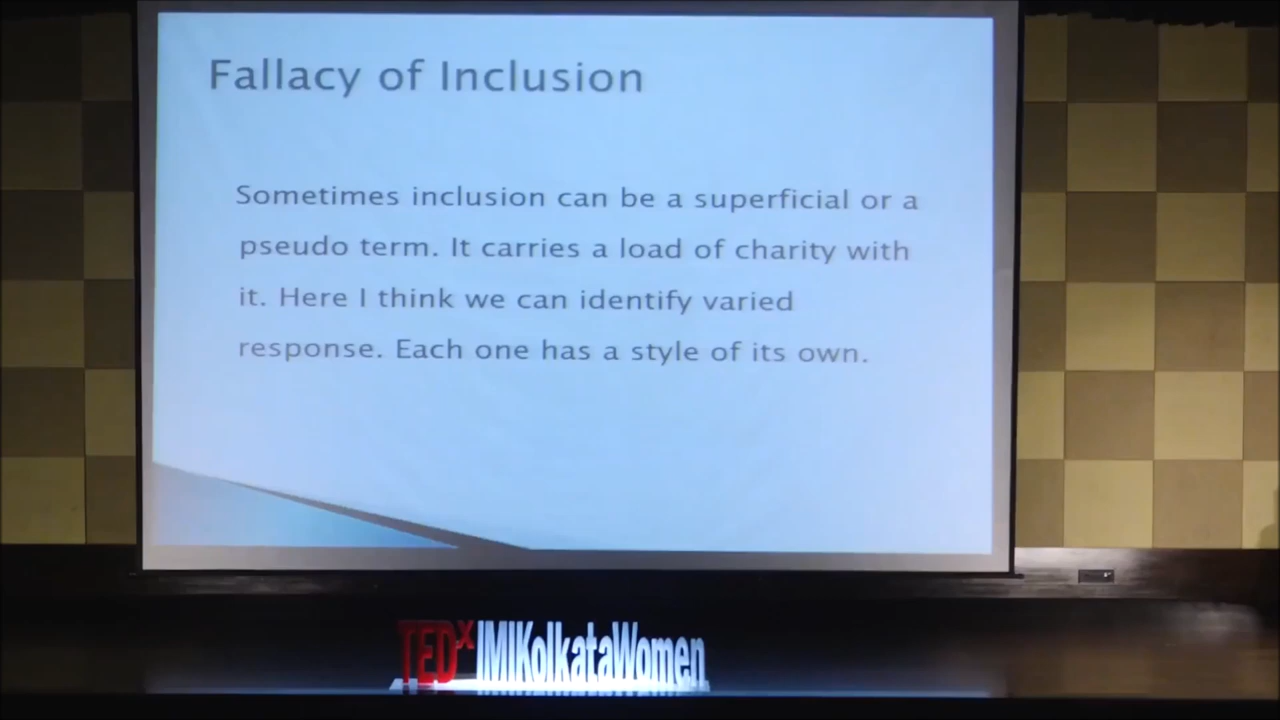 Fallacy of Inclusion
Sometimes inclusion can be a superficial or a
pseudo term. It carries a load of charity with
it. Here I think we can identify varied
response. Each one has a style of its own.
TEDx IMIKolkataWomen